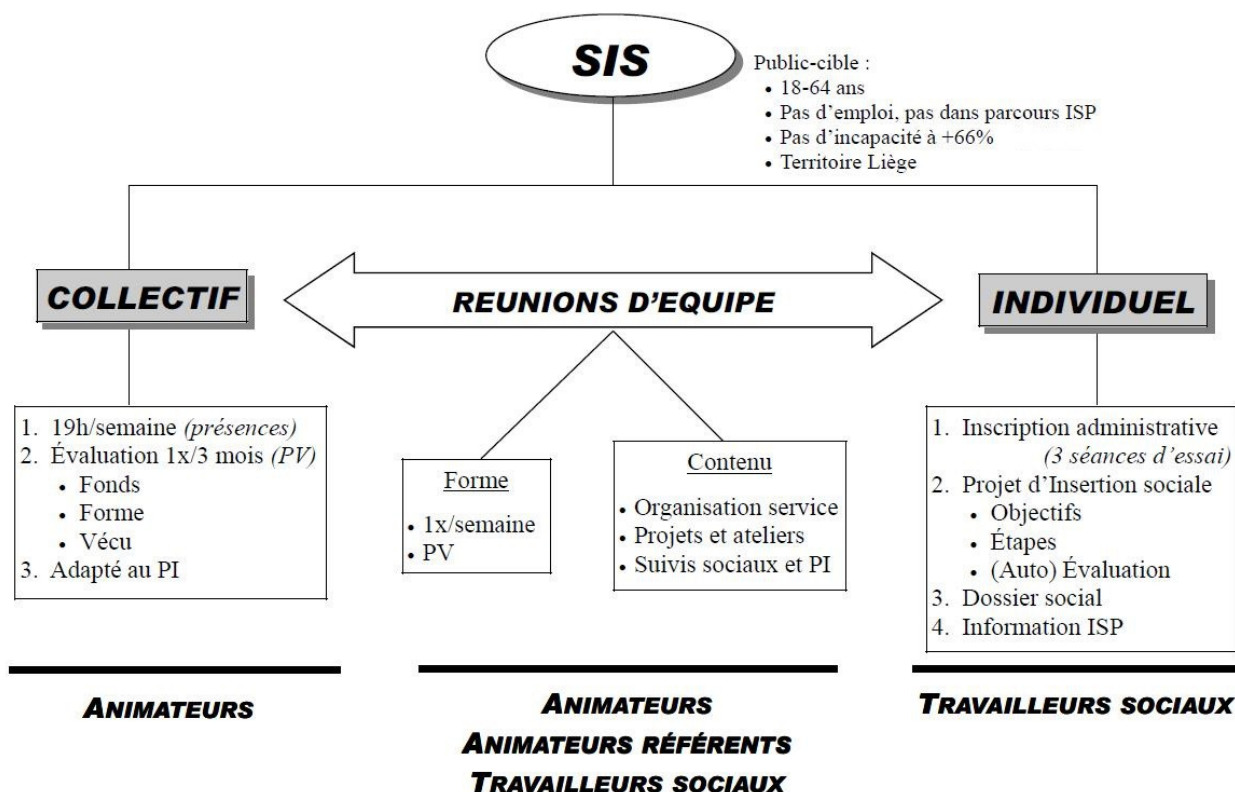 SIS
Public-cible :
• 18-64 ans
• Pas d'emploi, pas dans parcours ISP
• Pas d'incapacité à +66%
• Territoire Liège
COLLECTIF
REUNIONS D'EQUIPE
INDIVIDUEL
1. 19h/semaine (présences)
2. Évaluation 1x/3 mois (PV)
• Fonds
• Forme
• Vécu
3. Adapté au PI
Forme
• 1x/semaine
• PV
Contenu
• Organisation service
• Projets et ateliers
• Suivis sociaux et PI
1. Inscription administrative
(3 séances d'essai)
2. Projet d'Insertion sociale
• Objectifs
• Étapes
• (Auto) Évaluation
3. Dossier social
4. Information ISP
ANIMATEURS
ANIMATEURS
ANIMATEURS RÉFÉRENTS
TRAVAILLEURS SOCIAUX
TRAVAILLEURS SOCIAUX